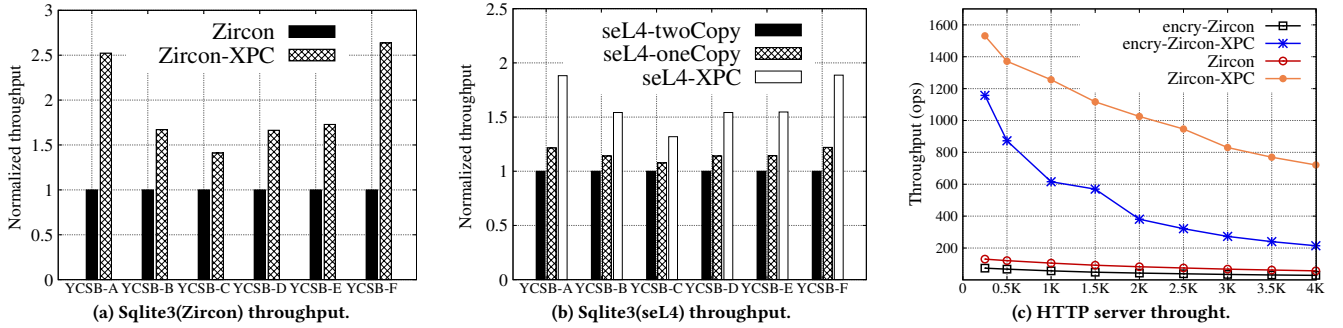 3
2.5
2
1.5
1
0.5
0
Normalized throughput
Zircon
Zircon-XPC
YCSB-A YCSB-B YCSB-C YCSB-D YCSB-E YCSB-F
(a) Sqlite3(Zircon) throughput.
2.5
2
1.5
1
0.5
0
Normalized throughput
seL4-twoCopy
seL4-oneCopy
seL4-XPC
YCSB-A YCSB-B YCSB-C YCSB-D YCSB-E YCSB-F
(b) Sqlite3(seL4) throughput.
1600
1400
1200
1000
800
600
400
200
Throughput (ops)
encry-Zircon
encry-Zircon-XPC
Zircon
Zircon-XPC
0 0.5K 1K 1.5K 2K 2.5K 3K 3.5K 4K
(c) HTTP server throught.